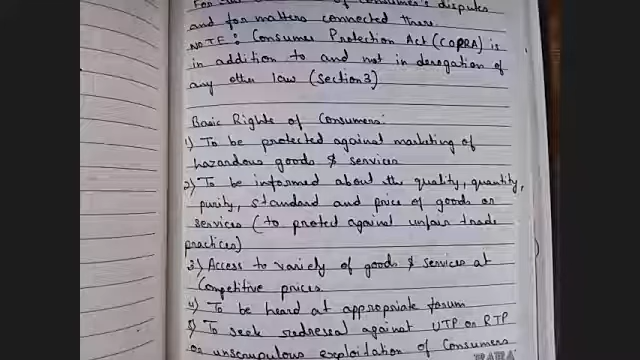 of consumer's disputes
and for matters connected there.
NOTE: Consumer Protection Act (COPRA) is
in addition to and not in derogation of
any other law (Section 3)
Basic Rights of Consumers:
1) To be protected against marketing of
hazardous goods & services
2) To be informed about the quality, quantity,
purity, standard and price of goods or
services (to protect against unfair trade
practices)
3) Access to variety of goods & services at
Competitive prices
4) To be heard at appropriate forum
5) To seek redressal against UTP or RTP
or unscrupulous exploitation of Consumers